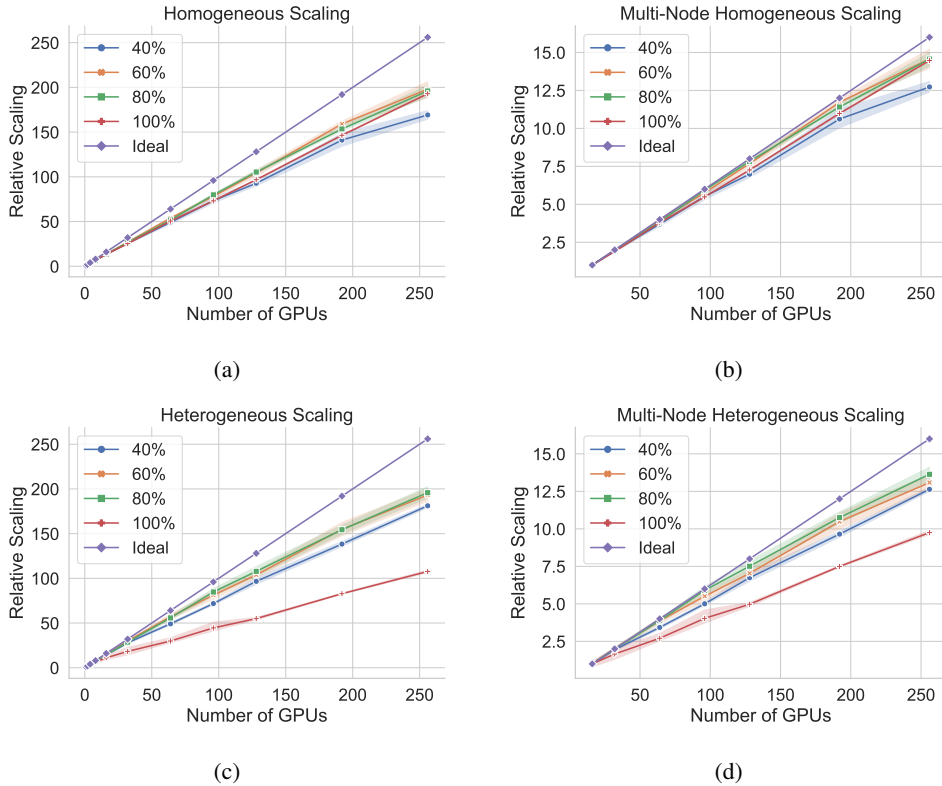 Homogeneous Scaling
250
200
150
100
50
0
Relative Scaling
40%
60%
80%
100%
Ideal
0 50 100 150 200 250
Number of GPUs
(a)
Multi-Node Homogeneous Scaling
15.0
12.5
10.0
7.5
5.0
2.5
Relative Scaling
40%
60%
80%
100%
Ideal
50 100 150 200 250
Number of GPUs
(b)
Heterogeneous Scaling
250
200
150
100
50
0
Relative Scaling
40%
60%
80%
100%
Ideal
0 50 100 150 200 250
Number of GPUs
(c)
Multi-Node Heterogeneous Scaling
15.0
12.5
10.0
7.5
5.0
2.5
Relative Scaling
40%
60%
80%
100%
Ideal
50 100 150 200 250
Number of GPUs
(d)